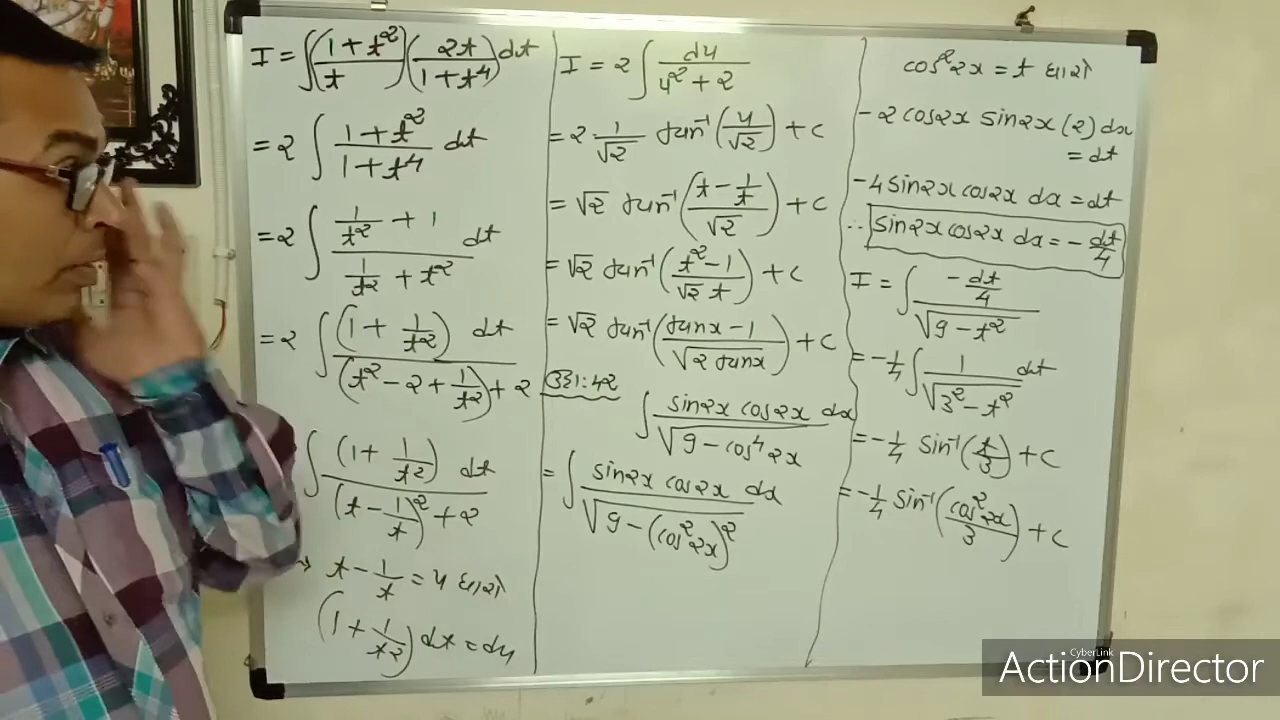 I = ∫((1+t²)/t)(2t/(1+t⁴))dt
= 2 ∫ (1+t²)/(1+t⁴) dt
= 2 ∫ (1/t² + 1)/(1/t² + t²) dt
= 2 ∫ (1 + 1/t²) dt/((t² - 2 + 1/t²) + 2)
∫ (1 + 1/t²) dt/((t - 1/t)² + 2)
→ t - 1/t = u ધારો
(1 + 1/t²) dt = du
I = 2 ∫ du/(u² + 2)
= 2 1/√2 tan⁻¹(u/√2) + c
= √2 tan⁻¹((t - 1/t)/√2) + c
= √2 tan⁻¹((t² - 1)/(√2 t)) + c
= √2 tan⁻¹((tanx - 1)/(√2 tanx)) + c
ઉદા: 42
∫ sin2x cos2x dx/√(9 - cos⁴2x)
= ∫ sin2x cos2x dx/√(9 - (cos²2x)²)
cos²2x = t ધારો
-2 cos2x sin2x (2) dx
= dt
-4 sin2x cos2x dx = dt
∴ sin2x cos2x dx = -dt/4
I = ∫ (-dt/4)/√(9 - t²)
= -1/4 ∫ 1/√(3² - t²) dt
= -1/4 sin⁻¹(t/3) + c
= -1/4 sin⁻¹(cos²2x/3) + c
CyberLink
ActionDirector